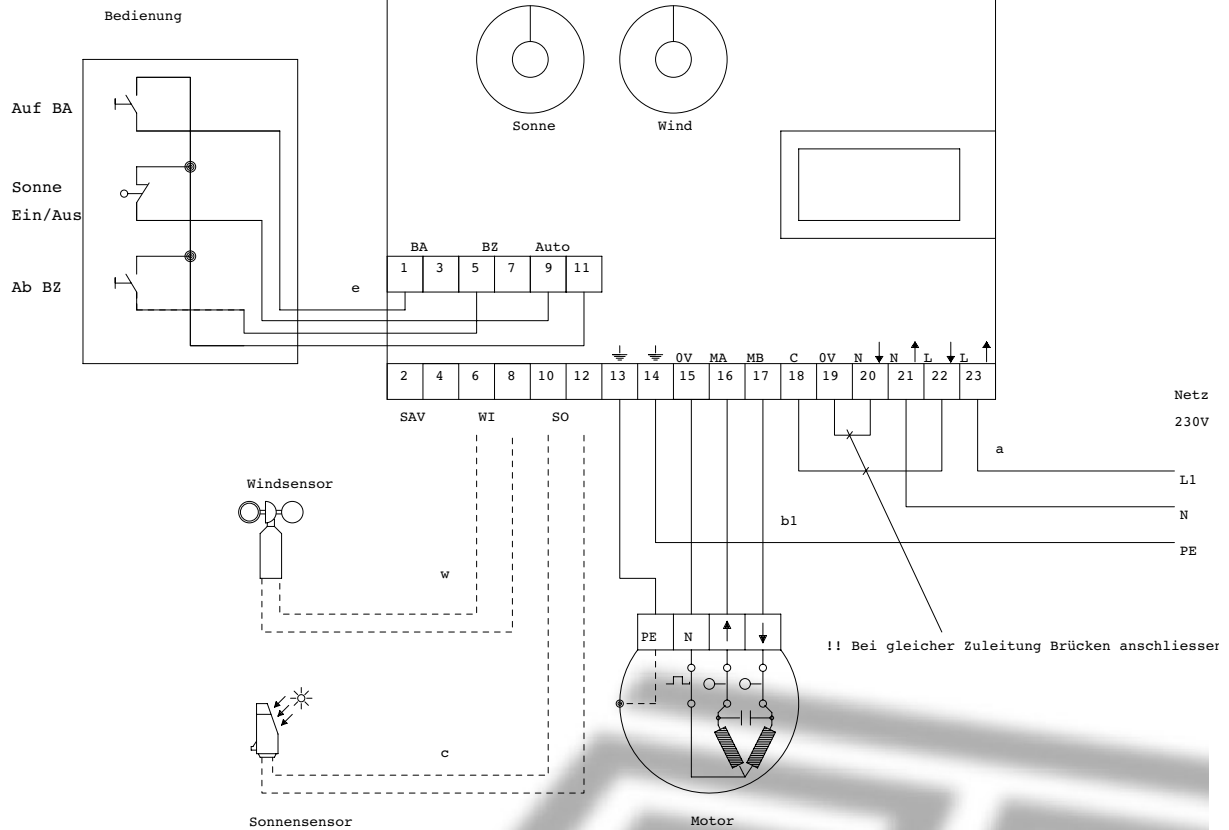 Bedienung
Sonne
Wind
Auf BA
Sonne
Ein/Aus
Ab BZ
BA BZ Auto
1 3 5 7 9 11
e
0V MA MB C 0V N N L L
2 4 6 8 10 12 13 14 15 16 17 18 19 20 21 22 23
SAV WI SO
Netz
230V
a
L1
N
PE
b1
Windsensor
w
!! Bei gleicher Zuleitung Brücken anschliessen
PE N
c
Sonnensensor
Motor